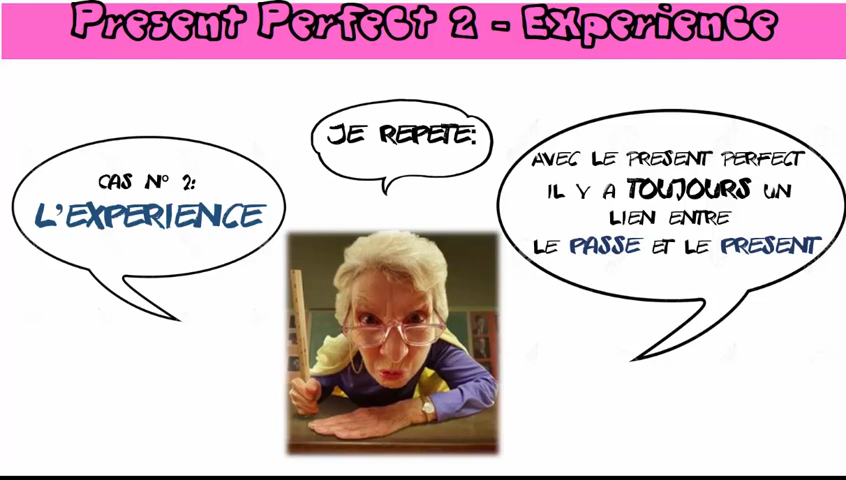 Present Perfect 2 - Experience
JE REPETE:
CAS N° 2:
L'EXPERIENCE
AVEC LE PRESENT PERFECT
IL Y A TOUJOURS UN
LIEN ENTRE
LE PASSE ET LE PRESENT